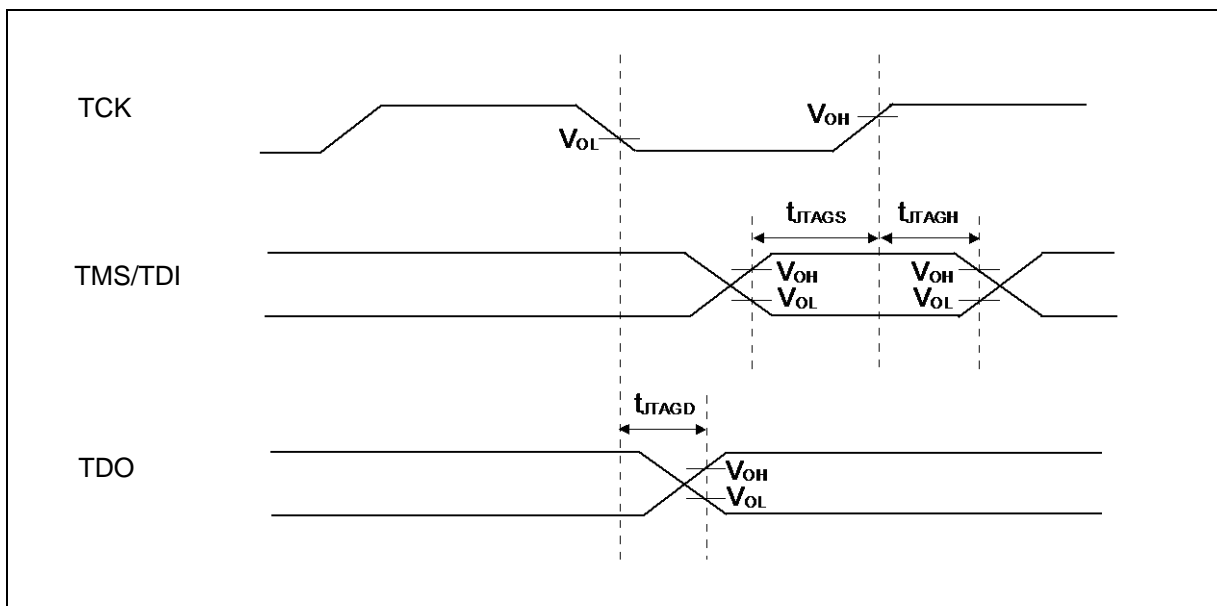 TCK
VOL
VOH
tJTAGS
tJTAGH
TMS/TDI
VOH
VOL
VOH
VOL
tJTAGD
TDO
VOH
VOL